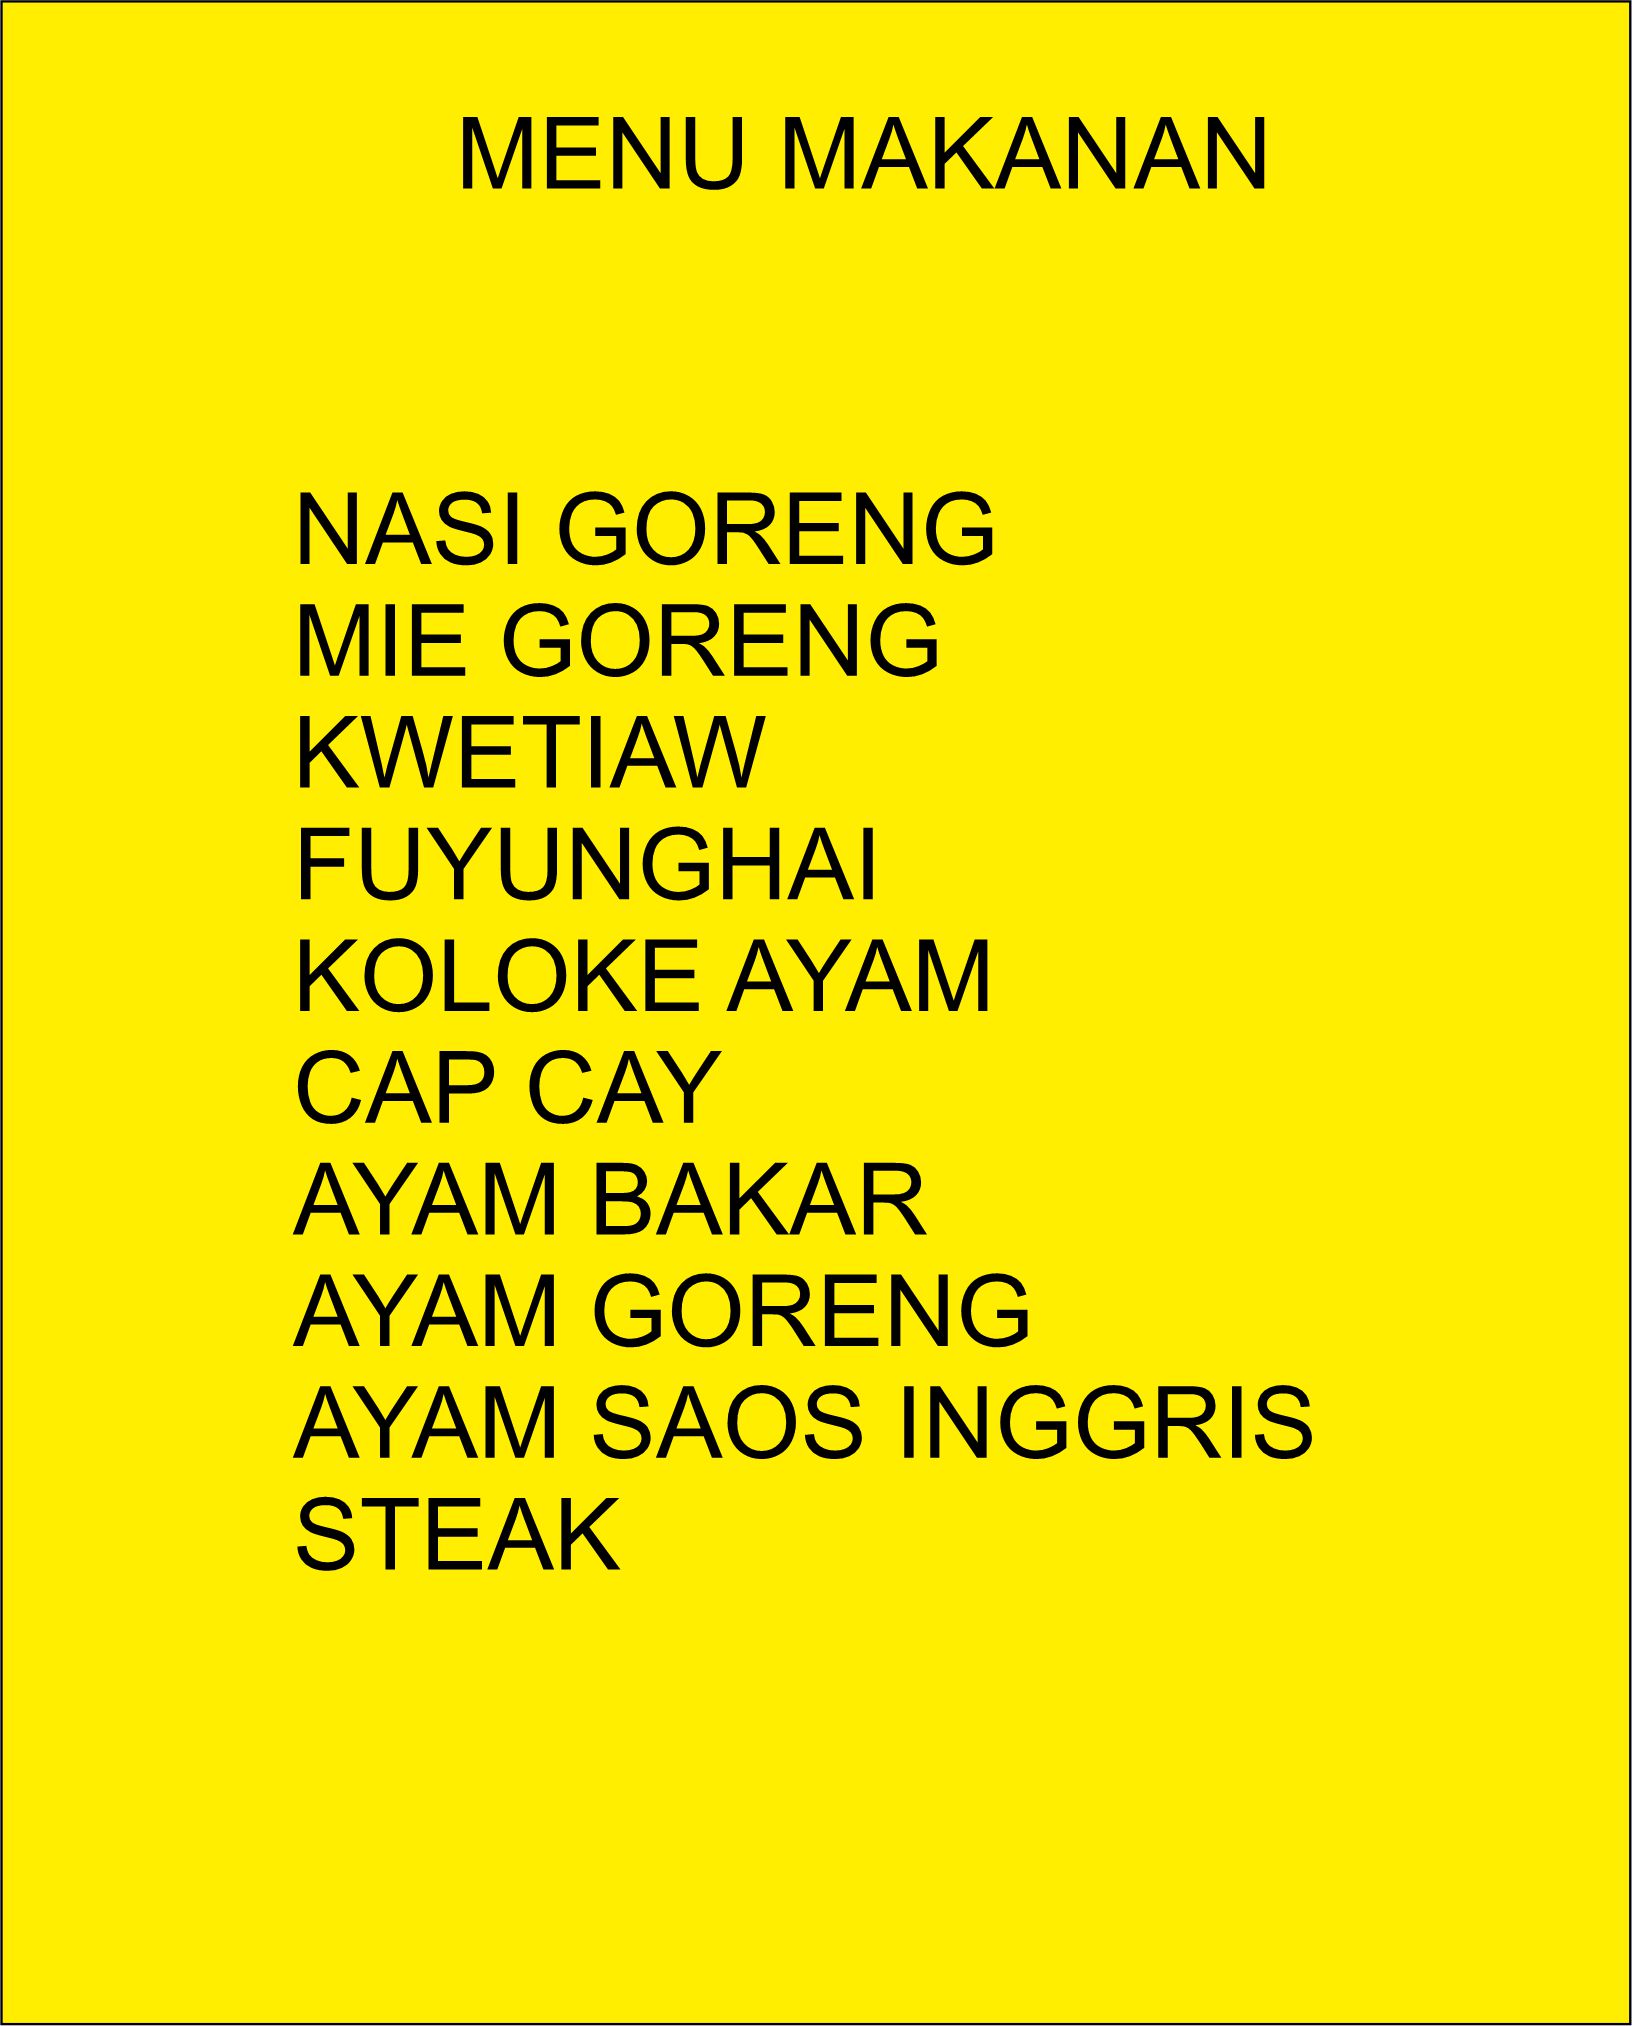 MENU MAKANAN
NASI GORENG
MIE GORENG
KWETIAW
FUYUNGHAI
KOLOKE AYAM
CAP CAY
AYAM BAKAR
AYAM GORENG
AYAM SAOS INGGRIS
STEAK